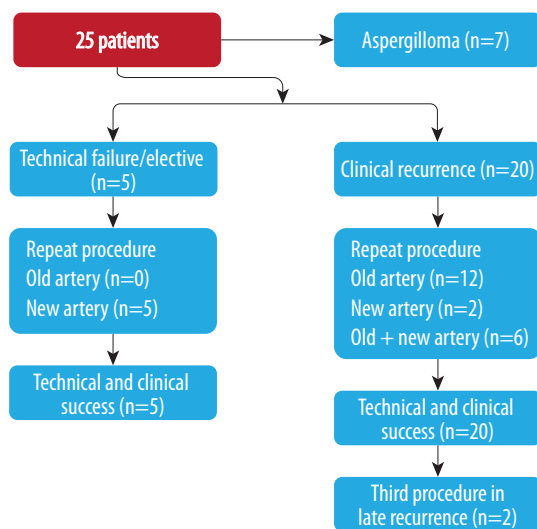 25 patients
Aspergilloma (n=7)
Technical failure/elective
(n=5)
Clinical recurrence (n=20)
Repeat procedure
Old artery (n=0)
New artery (n=5)
Repeat procedure
Old artery (n=12)
New artery (n=2)
Old + new artery (n=6)
Technical and clinical
success (n=5)
Technical and clinical
success (n=20)
Third procedure in
late recurrence (n=2)